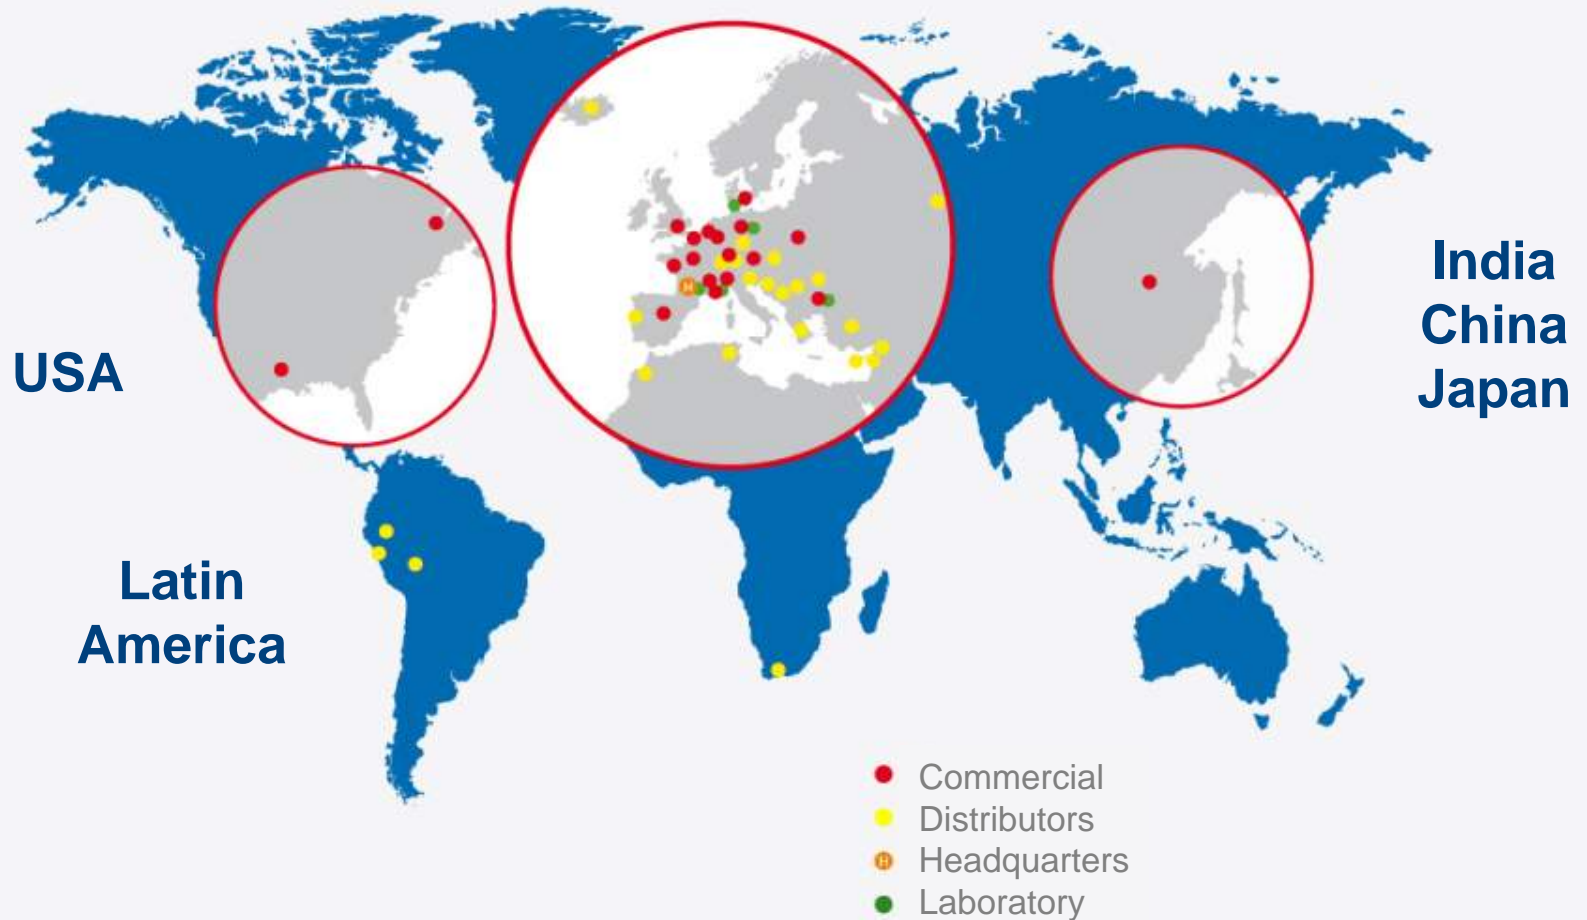 USA
Latin
America
India
China
Japan
H
Commercial
Distributors
H Headquarters
Laboratory